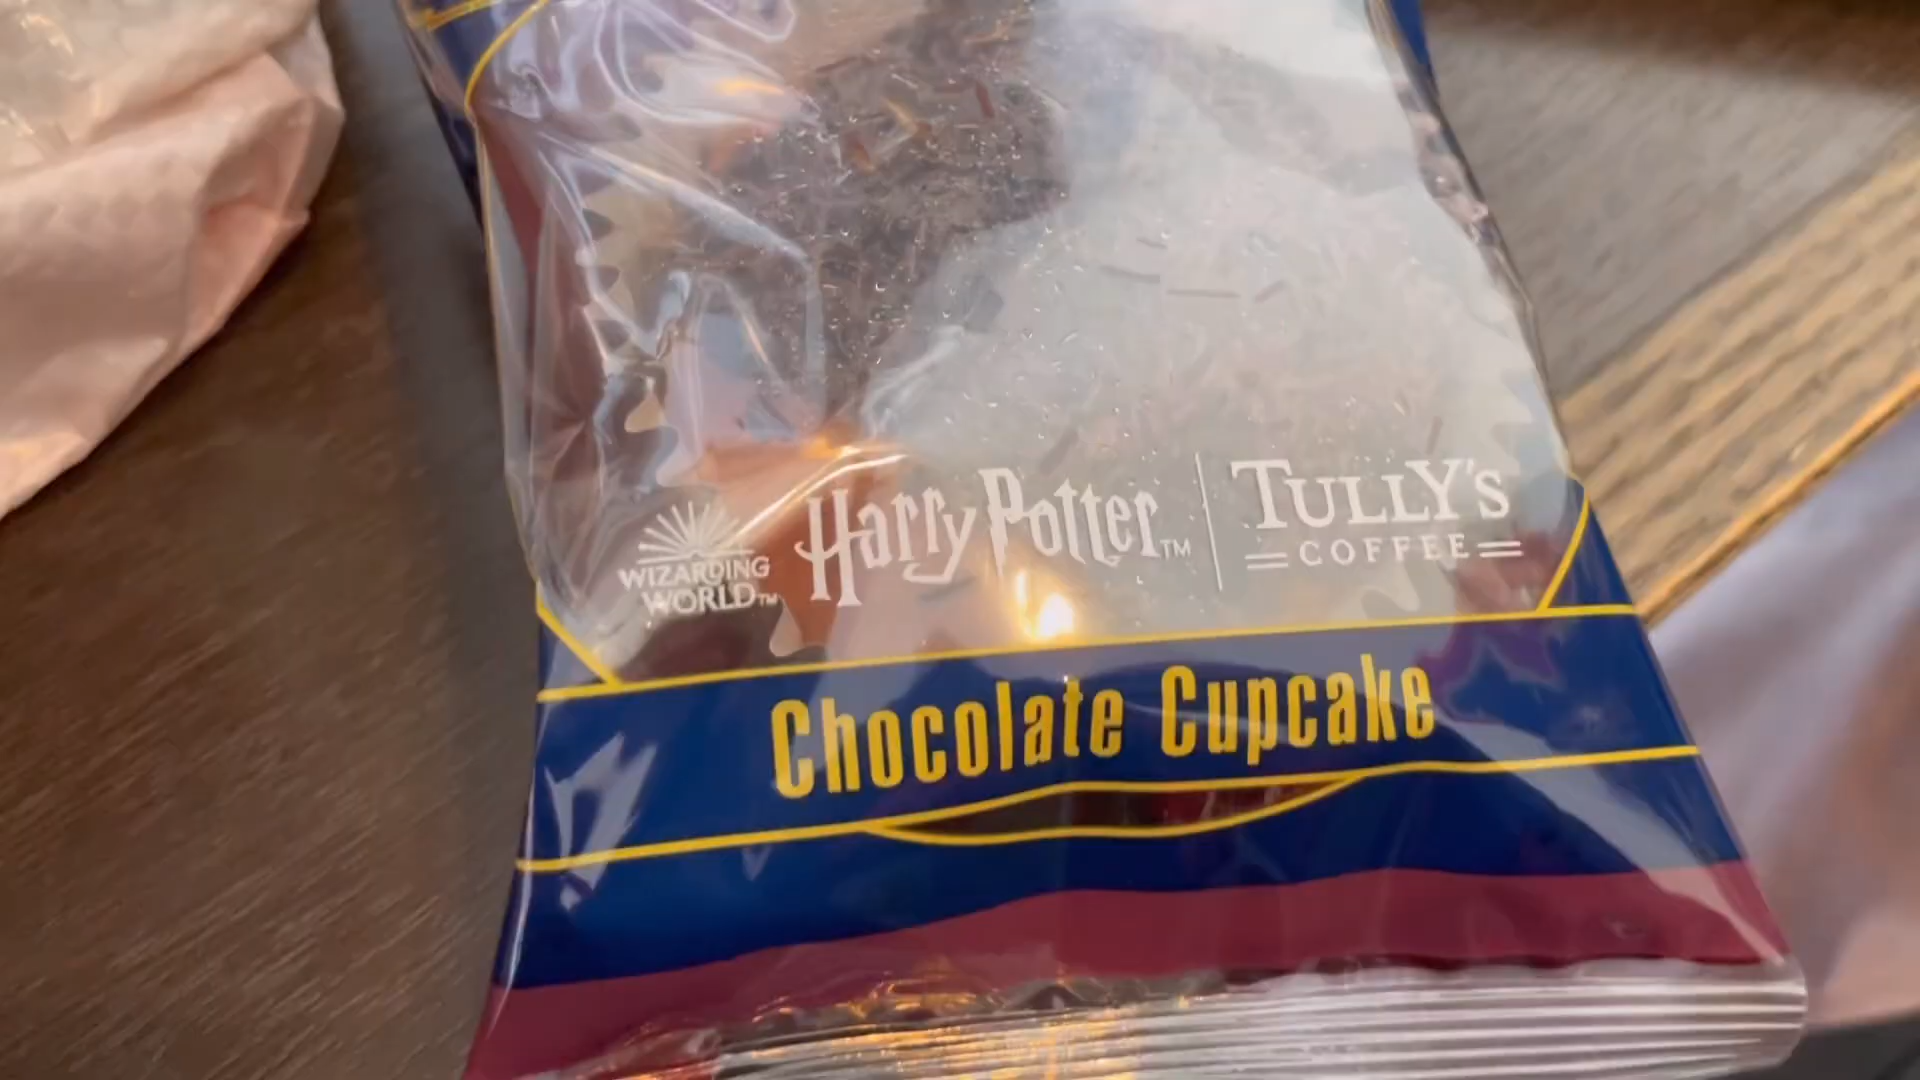 WIZARDING
WORLD™
Harry Potter™
TULLY'S
COFFEE
Chocolate Cupcake